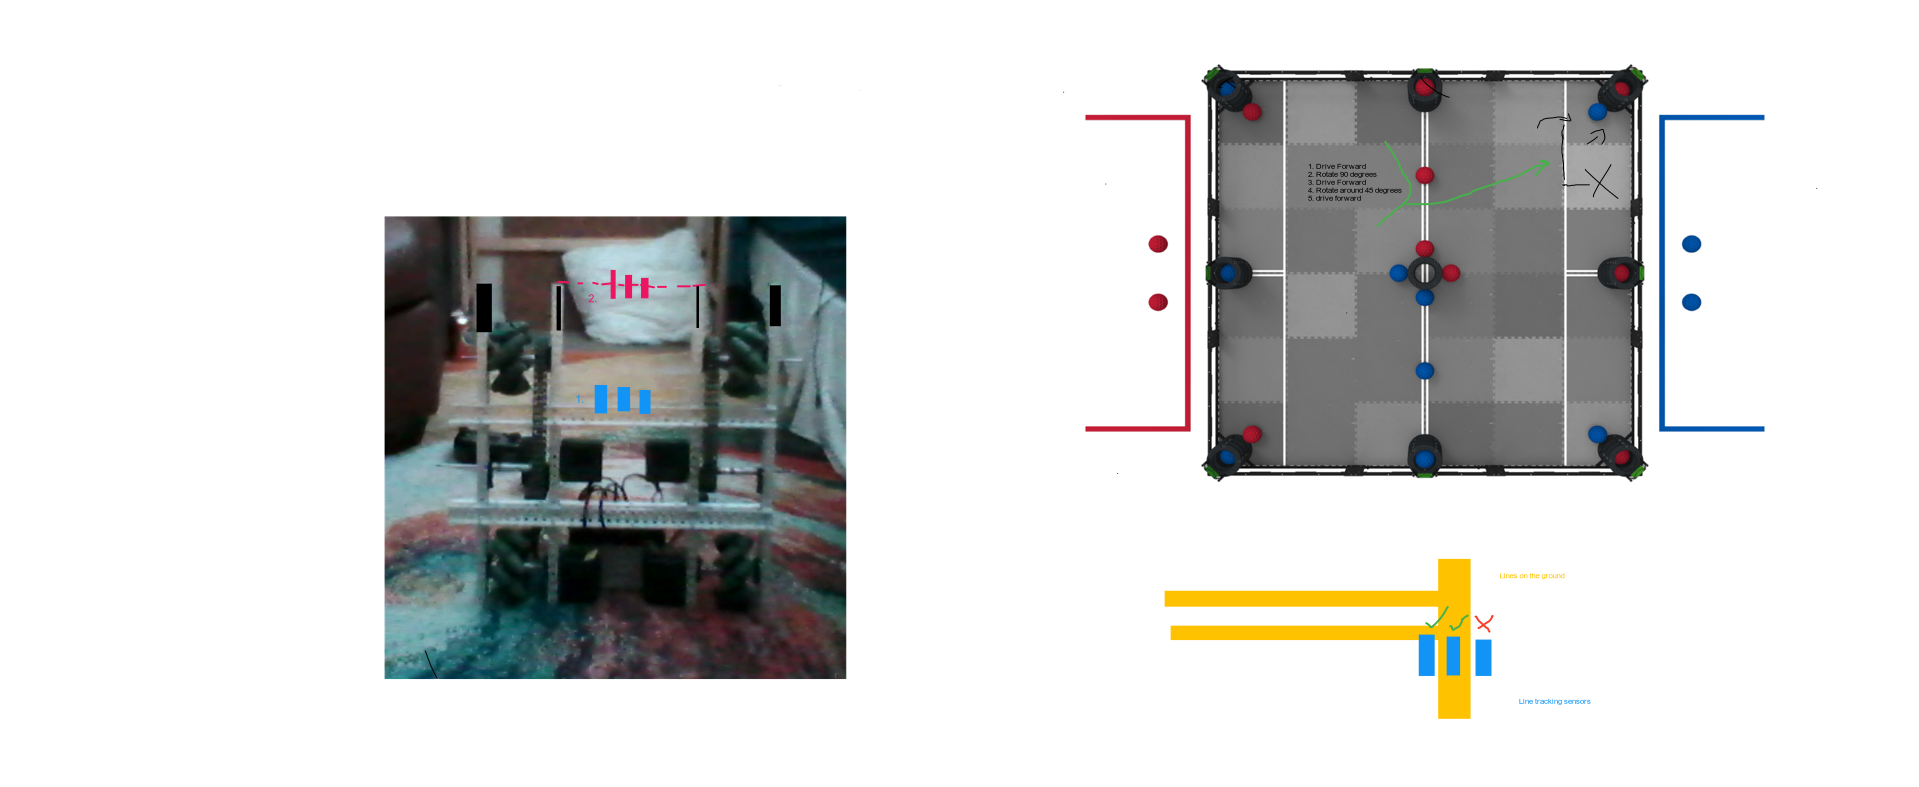 2.
1.
1. Drive Forward
2. Rotate 90 degrees
3. Drive Forward
4. Rotate around 45 degrees
5. drive forward
Lines on the ground
Line tracking sensors